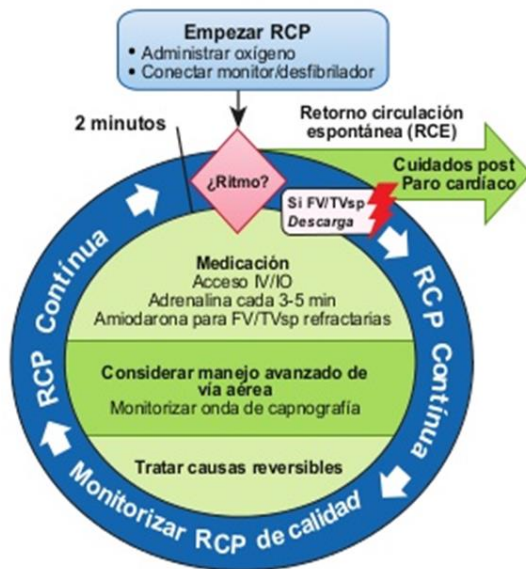 Empezar RCP
• Administrar oxígeno
• Conectar monitor/desfibrilador
2 minutos
Retorno circulación
espontánea (RCE)
Cuidados post
Paro cardíaco
¿Ritmo?
Si FV/TVsp
Descarga
Medicación
Acceso IV/IO
Adrenalina cada 3-5 min
Amiodarona para FV/TVsp refractarias
Considerar manejo avanzado de
vía aérea
Monitorizar onda de capnografía
Tratar causas reversibles
RCP Contínua
Monitorizar RCP de calidad
RCP Contínua